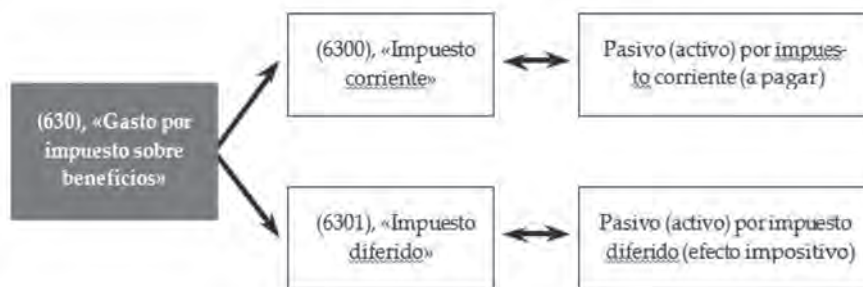 (630), «Gasto por
impuesto sobre
beneficios»
(6300), «Impuesto
corriente»
Pasivo (activo) por impues-
to corriente (a pagar)
(6301), «Impuesto
diferido»
Pasivo (activo) por impuesto
diferido (efecto impositivo)